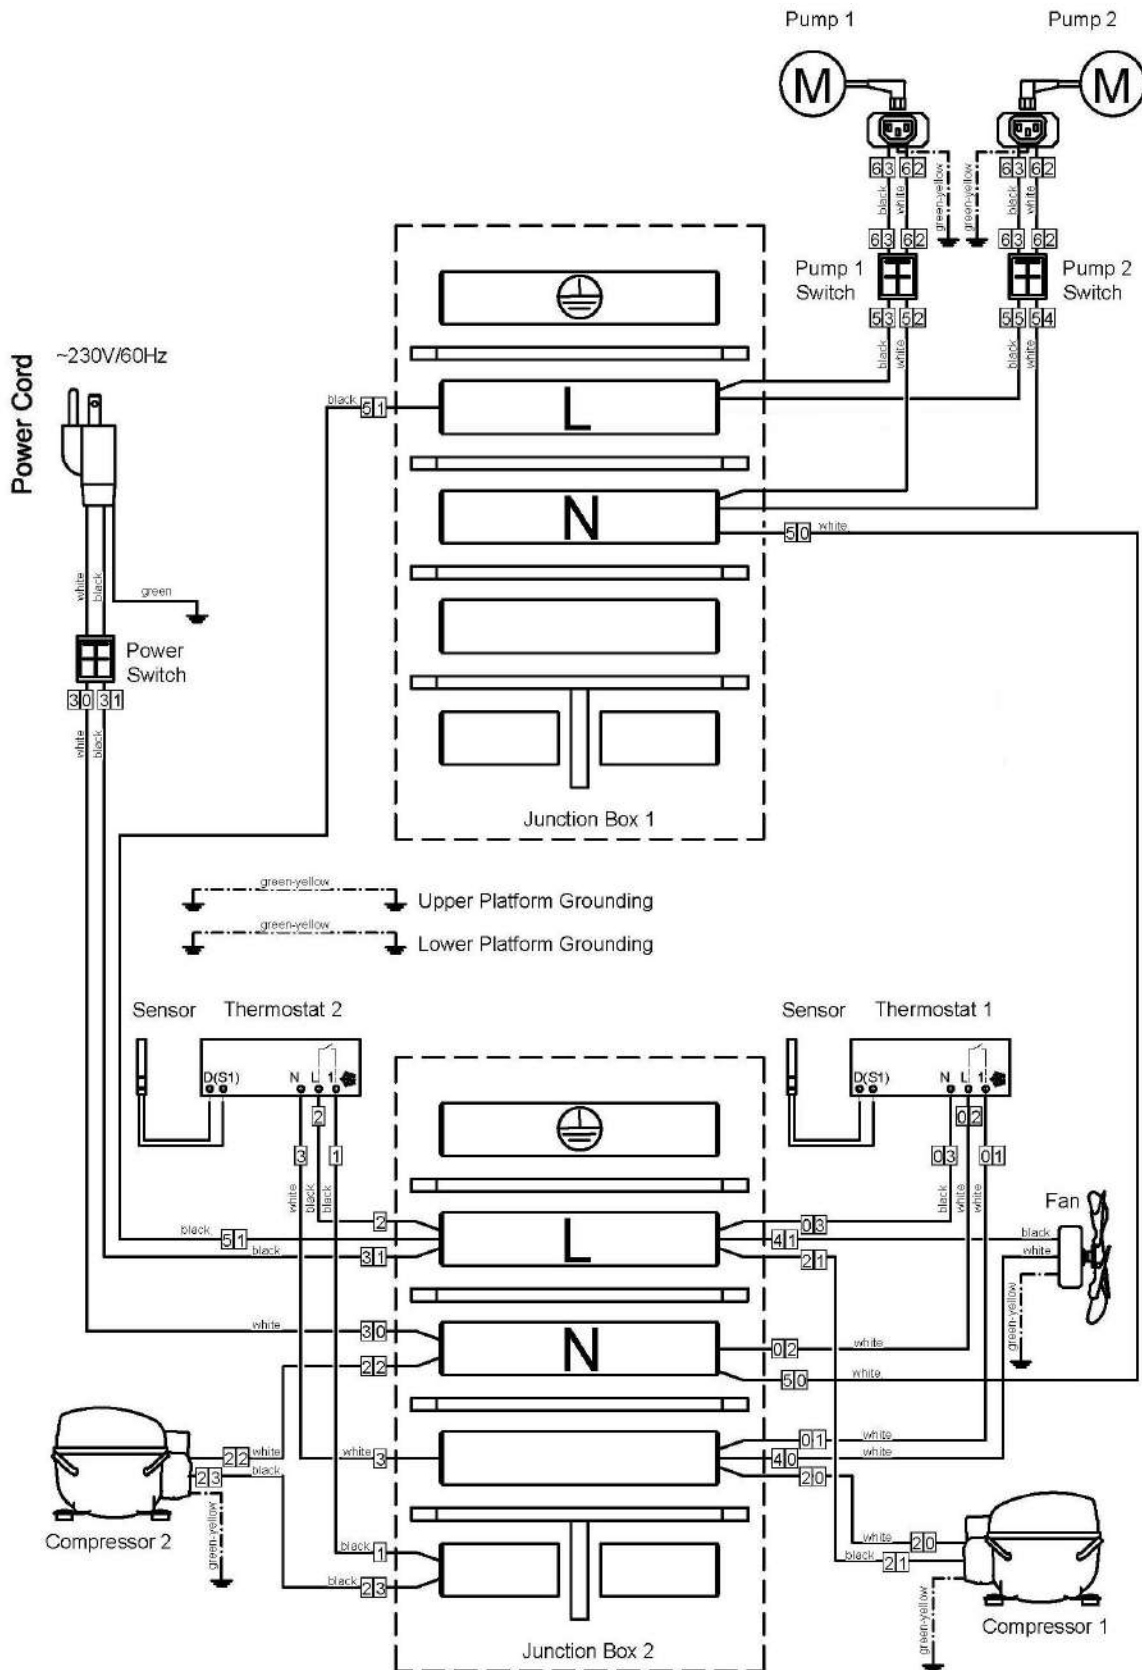 Pump 1
Pump 2
M
M
63 62
63 62
black
white
green-yellow
green-yellow
black
white
63 62
63 62
Pump 1
Switch
Pump 2
Switch
53 52
55 54
black
white
black
white
Power Cord
~230V/60Hz
black
51
L
N
50
white
white
black
green
Power
Switch
30 31
white
black
Junction Box 1
green-yellow
Upper Platform Grounding
green-yellow
Lower Platform Grounding
Sensor
Thermostat 2
D(S1)
N
L
1
2
3
1
white
black
black
Sensor
Thermostat 1
D(S1)
N
L
1
02
03
01
black
white
white
Fan
black
white
green-yellow
2
black
51
black
31
L
03
41
21
white
30
22
N
02
white
50
white
22
white
23
black
green-yellow
Compressor 2
white
3
01
white
40
white
20
black
1
black
23
white
20
black
21
green-yellow
Compressor 1
Junction Box 2